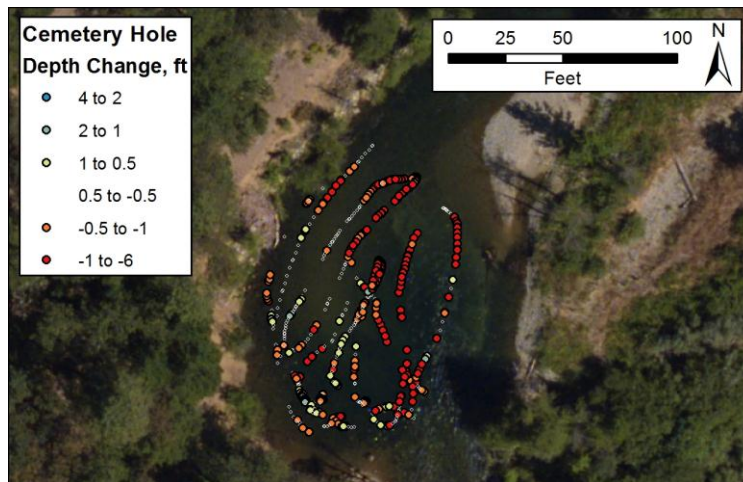 Cemetery Hole
Depth Change, ft
4 to 2
2 to 1
1 to 0.5
0.5 to -0.5
-0.5 to -1
-1 to -6
0 25 50 100
Feet
N